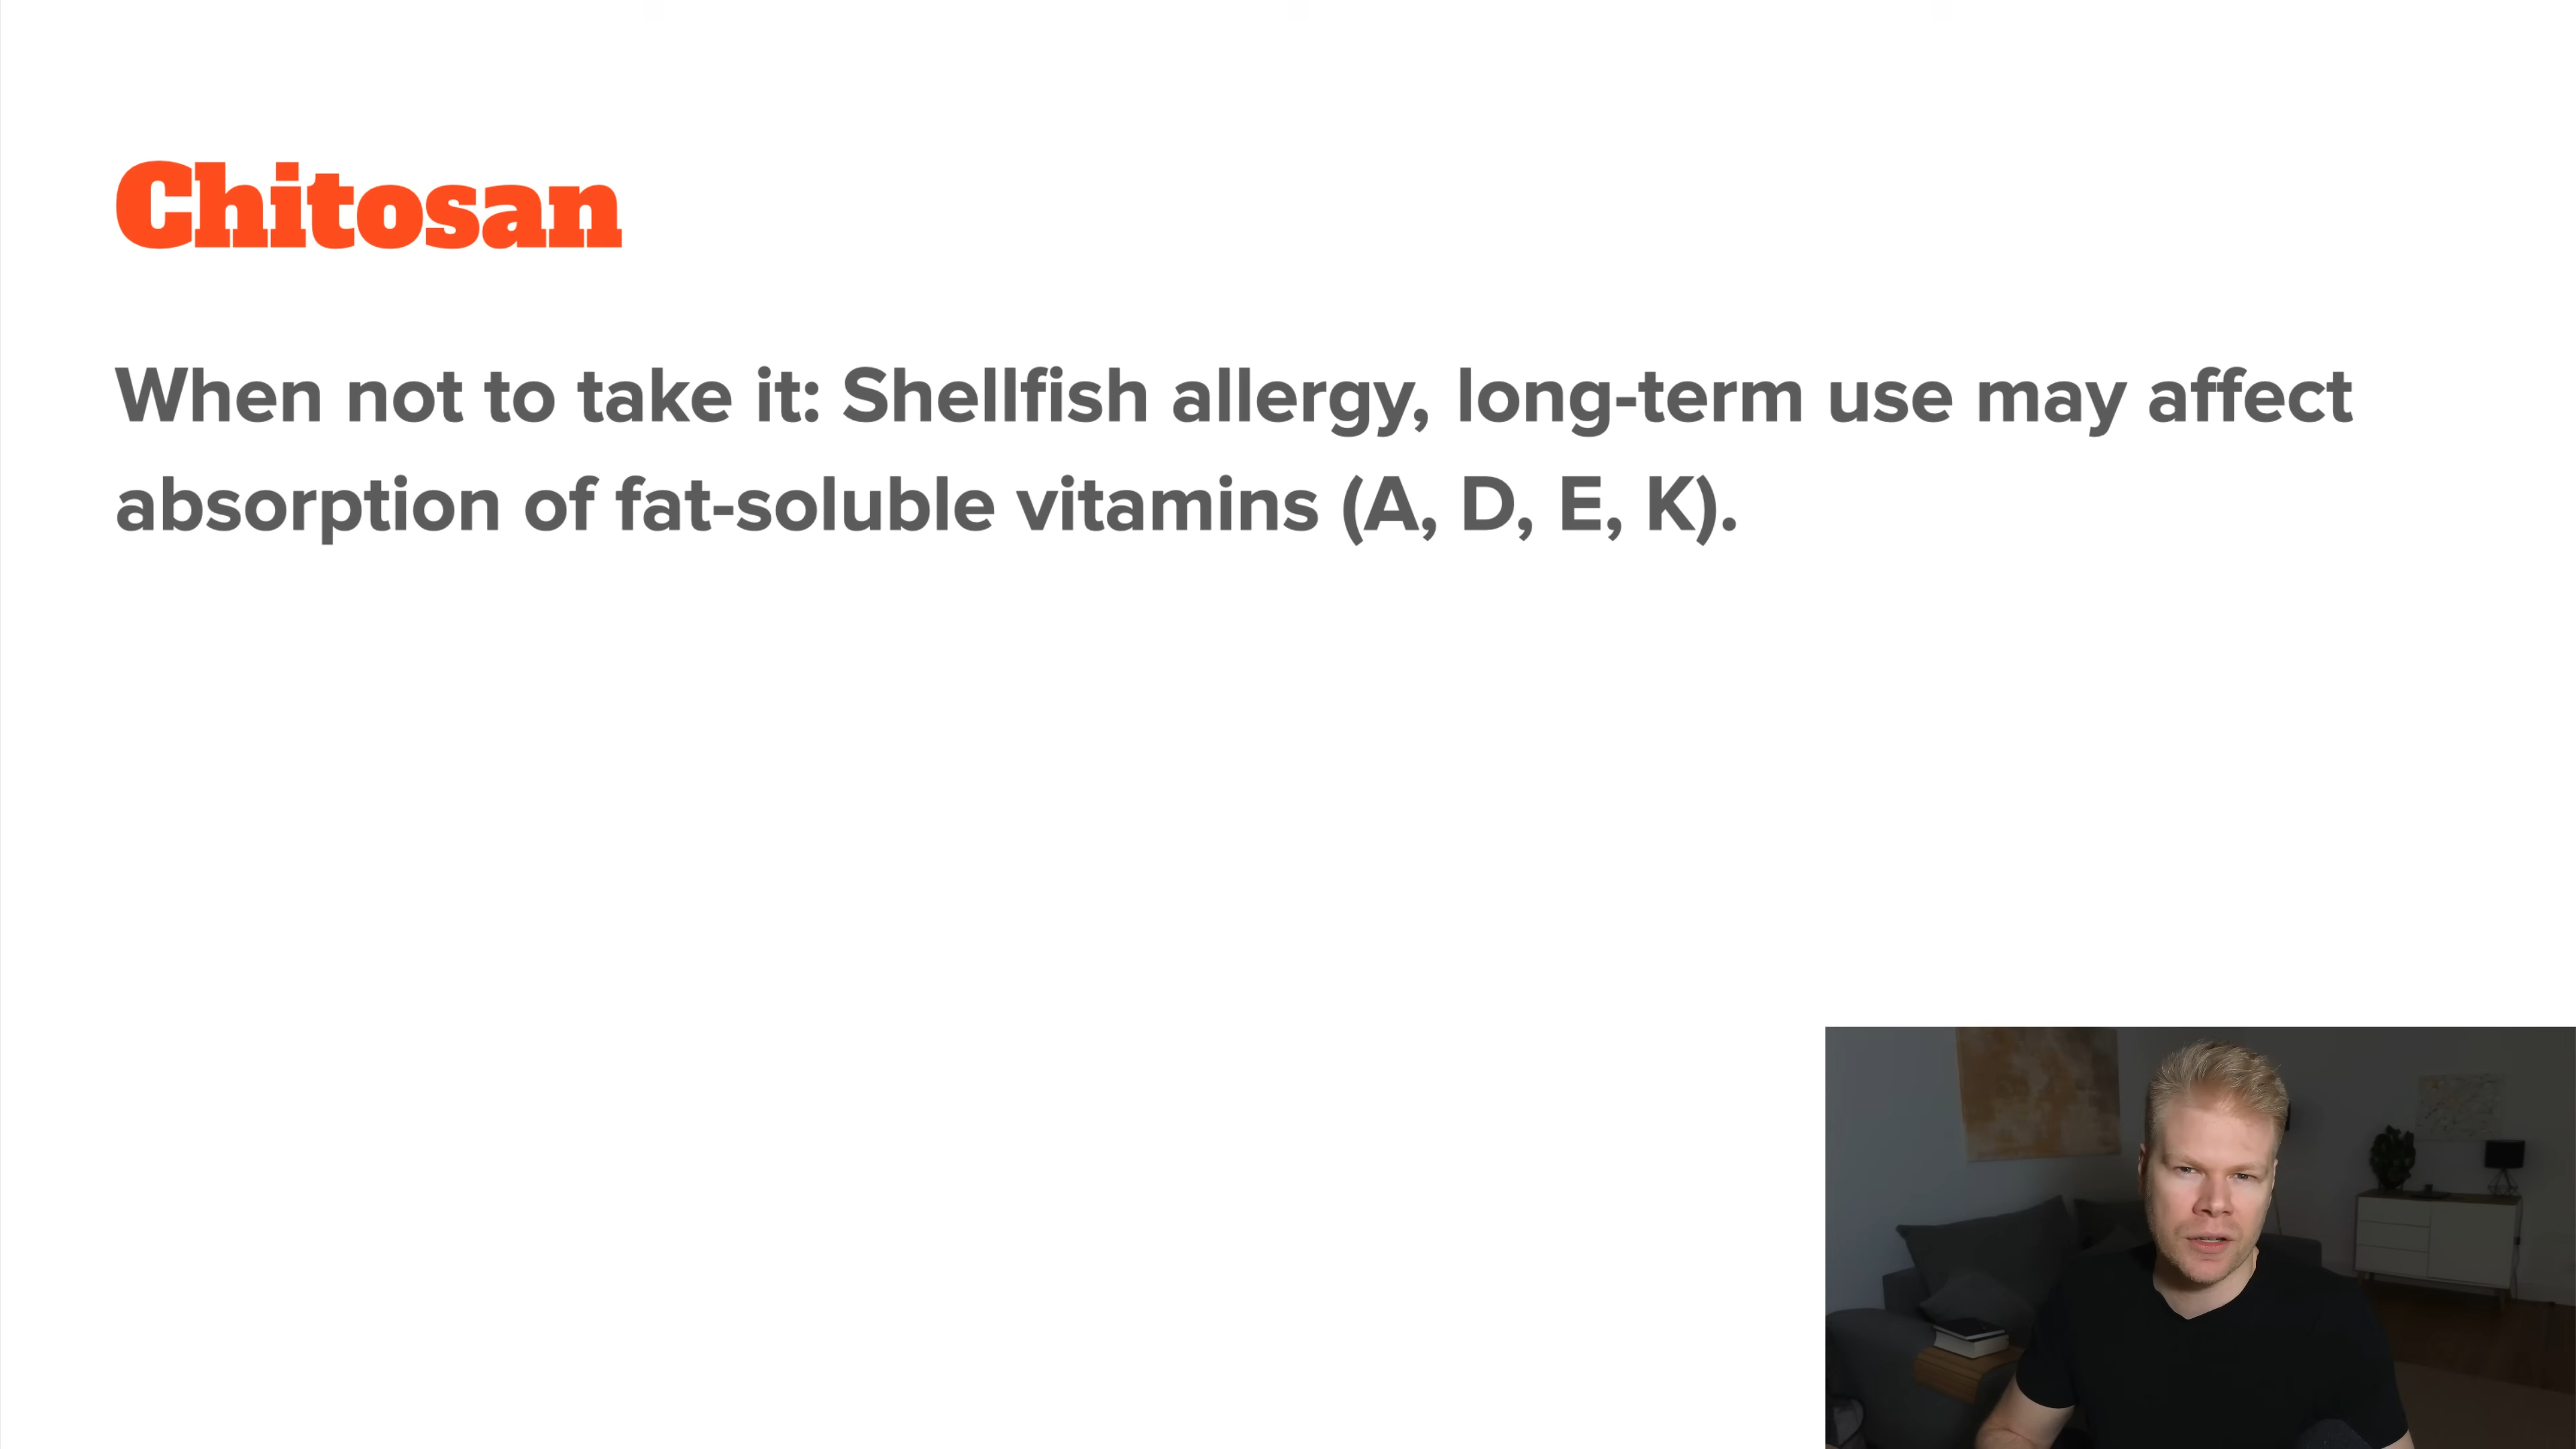 Chitosan
When not to take it: Shellfish allergy, long-term use may affect
absorption of fat-soluble vitamins (A, D, E, K).